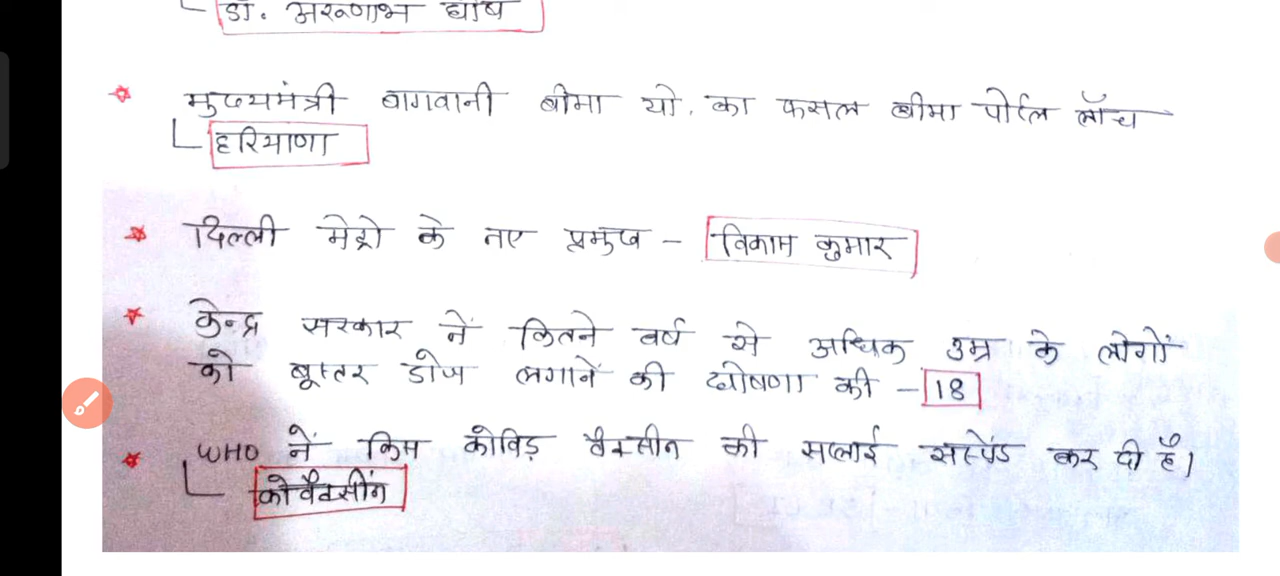 डॉ. अरूणाभ घोष
मुख्यमंत्री बागवानी बीमा यो. का फसल बीमा पोर्टल लॉच
हरियाणा
दिल्ली मेट्रो के नए प्रमुख - विकास कुमार
केन्द्र सरकार नें कितने वर्ष से अधिक उम्र के लोगों
को बूस्टर डोज लगानें की घोषणा की - 18
WHO नें किस कोविड़ वैक्सीन की सप्लाई सस्पेंड कर दी है।
कोवैक्सीन